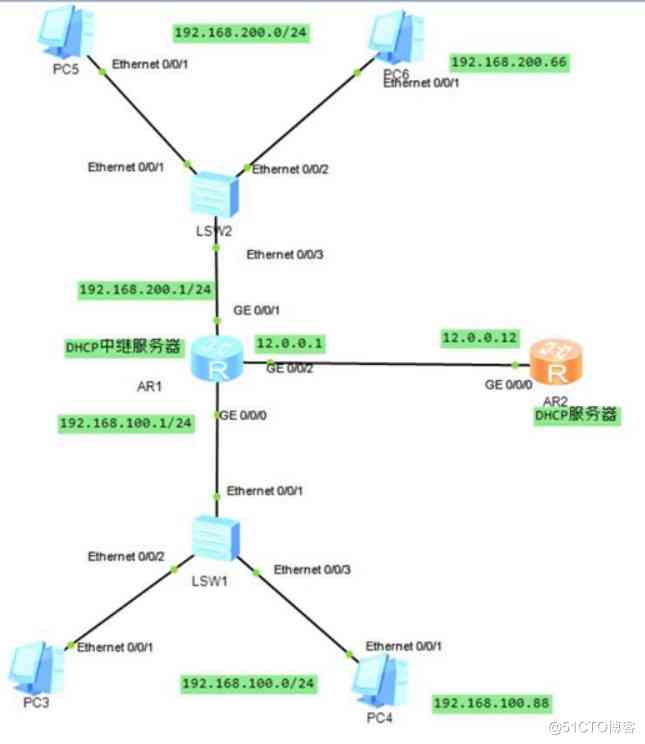 192.168.200.0/24
PC5
Ethernet 0/0/1
PC6
192.168.200.66
Ethernet 0/0/1
Ethernet 0/0/1
Ethernet 0/0/2
LSW2
Ethernet 0/0/3
192.168.200.1/24
GE 0/0/1
DHCP中继服务器
12.0.0.1
12.0.0.12
GE 0/0/2
AR1
GE 0/0/0
AR2
DHCP服务器
192.168.100.1/24
GE 0/0/0
Ethernet 0/0/1
Ethernet 0/0/2
LSW1
Ethernet 0/0/3
Ethernet 0/0/1
Ethernet 0/0/1
192.168.100.0/24
PC3
PC4
192.168.100.88
@51CTO博客